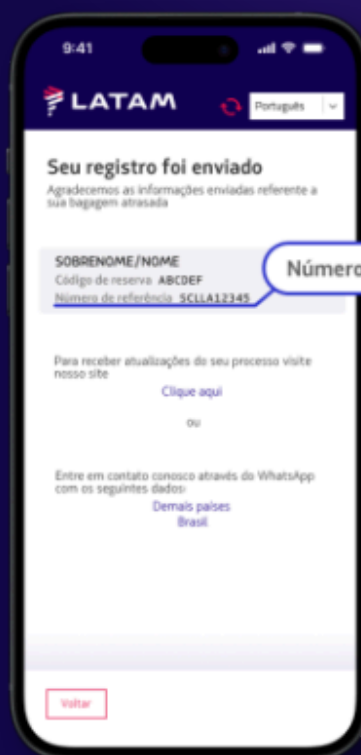 9:41
LATAM
Português
Seu registro foi enviado
Agradecemos as informações enviadas referente a
sua bagagem atrasada
SOBRENOME/NOME
Código de reserva ABCDEF
Número de referência SCLLA12345
Número
Para receber atualizações do seu processo visite
nosso site
Clique aqui
ou
Entre em contato conosco através do WhatsApp
com os seguintes dados:
Demais países
Brasil
Voltar